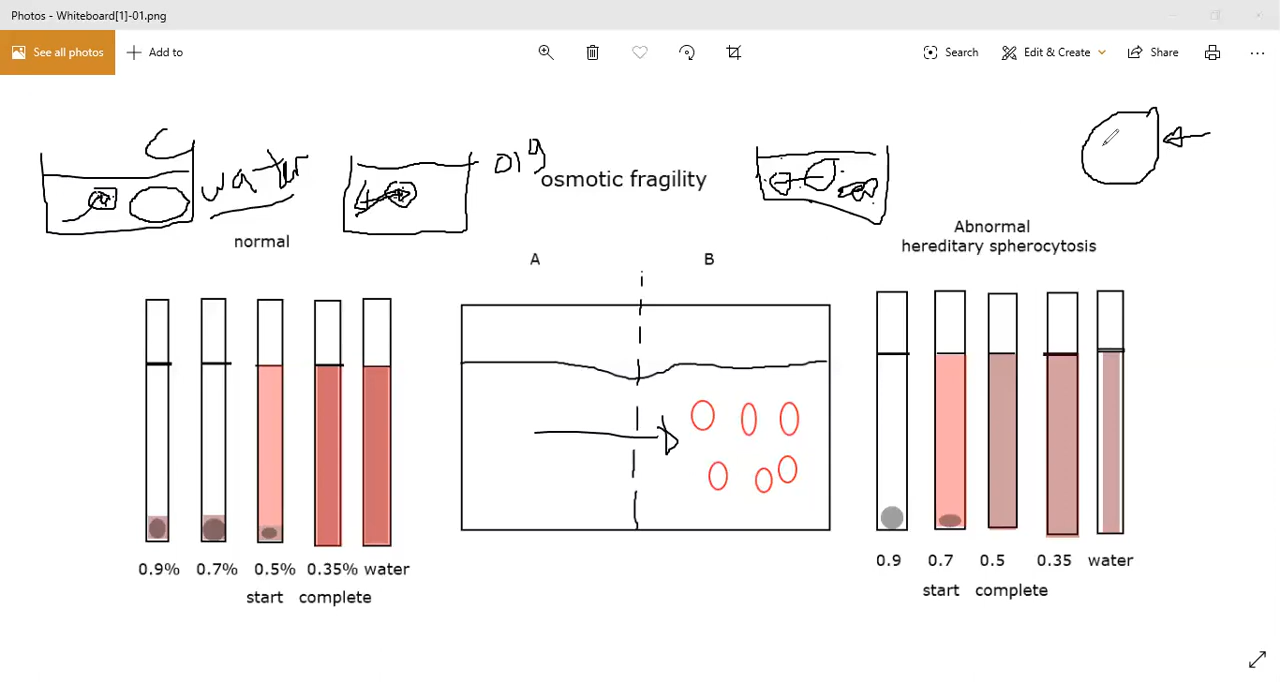 Photos - Whiteboard[1]-01.png
See all photos
Add to
Search
Edit & Create
Share
water
osmotic fragility
normal
Abnormal
hereditary spherocytosis
A
B
0.9% 0.7% 0.5% 0.35% water
start complete
0.9 0.7 0.5 0.35 water
start complete